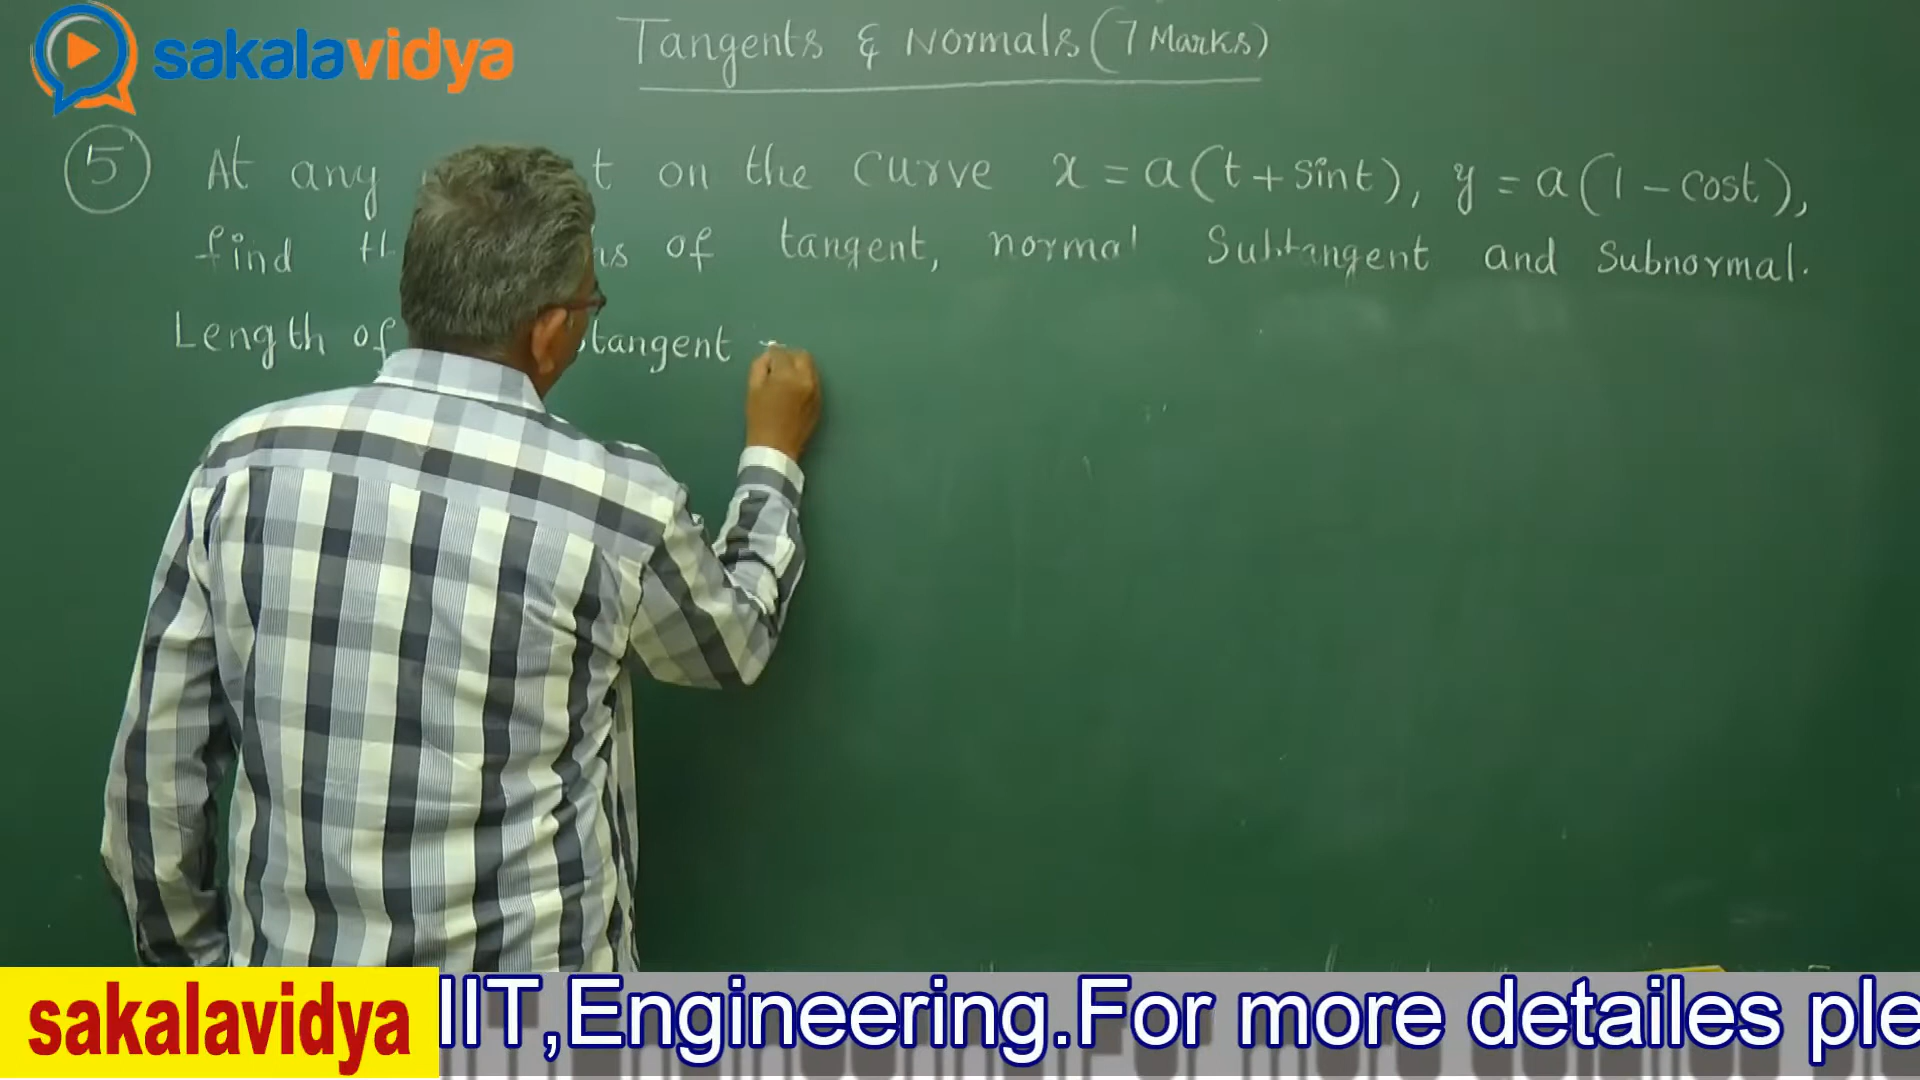 sakalavidya
Tangents & Normals (7 Marks)
5 At any t on the curve x = a(t + sint), y = a(1 - cost),
find of tangent, normal Subtangent and Subnormal.
Length of tangent
sakalavidya IIT,Engineering.For more detailes ple